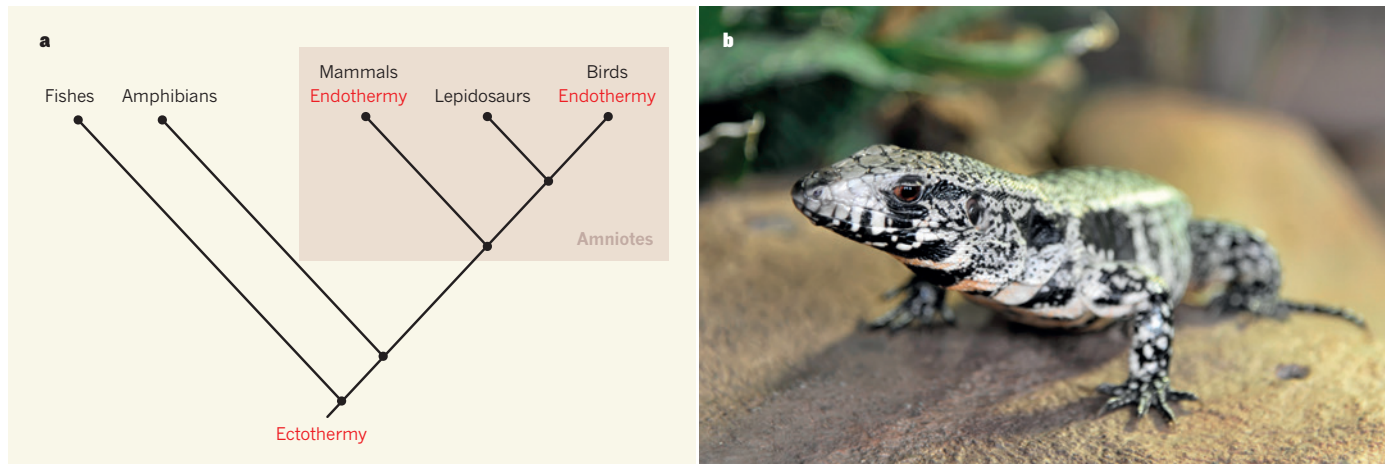 a
Mammals
Birds
Fishes
Amphibians
Endothermy
Lepidosaurs
Endothermy
Amniotes
Ectothermy
b